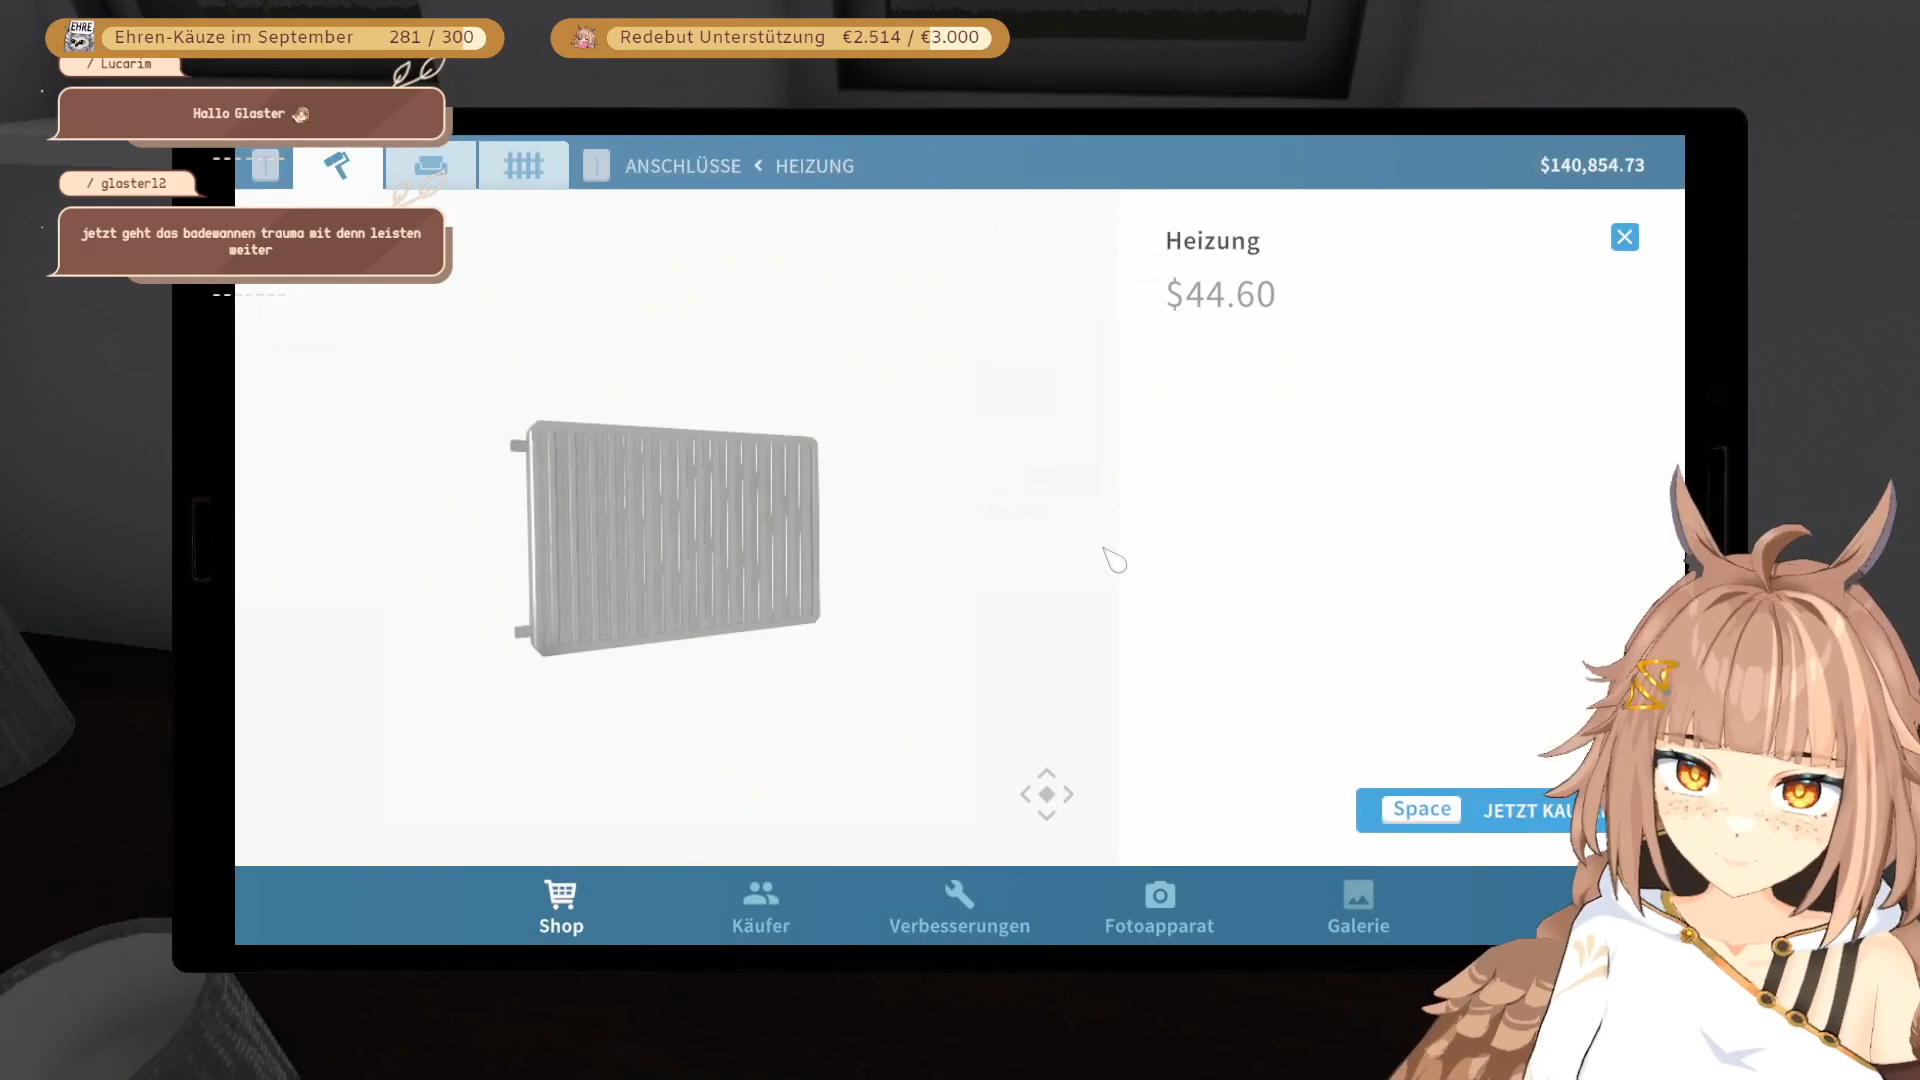 EHRE
Ehren-Käuze im September 281 / 300
Redebut Unterstützung €2.514 / €3.000
/ Lucarim
Hallo Glaster
/ glaster12
jetzt geht das badewannen trauma mit denn leisten
weiter
ANSCHLÜSSE < HEIZUNG
$140,854.73
Heizung
$44.60
Space JETZT
Shop
Käufer
Verbesserungen
Fotoapparat
Galerie